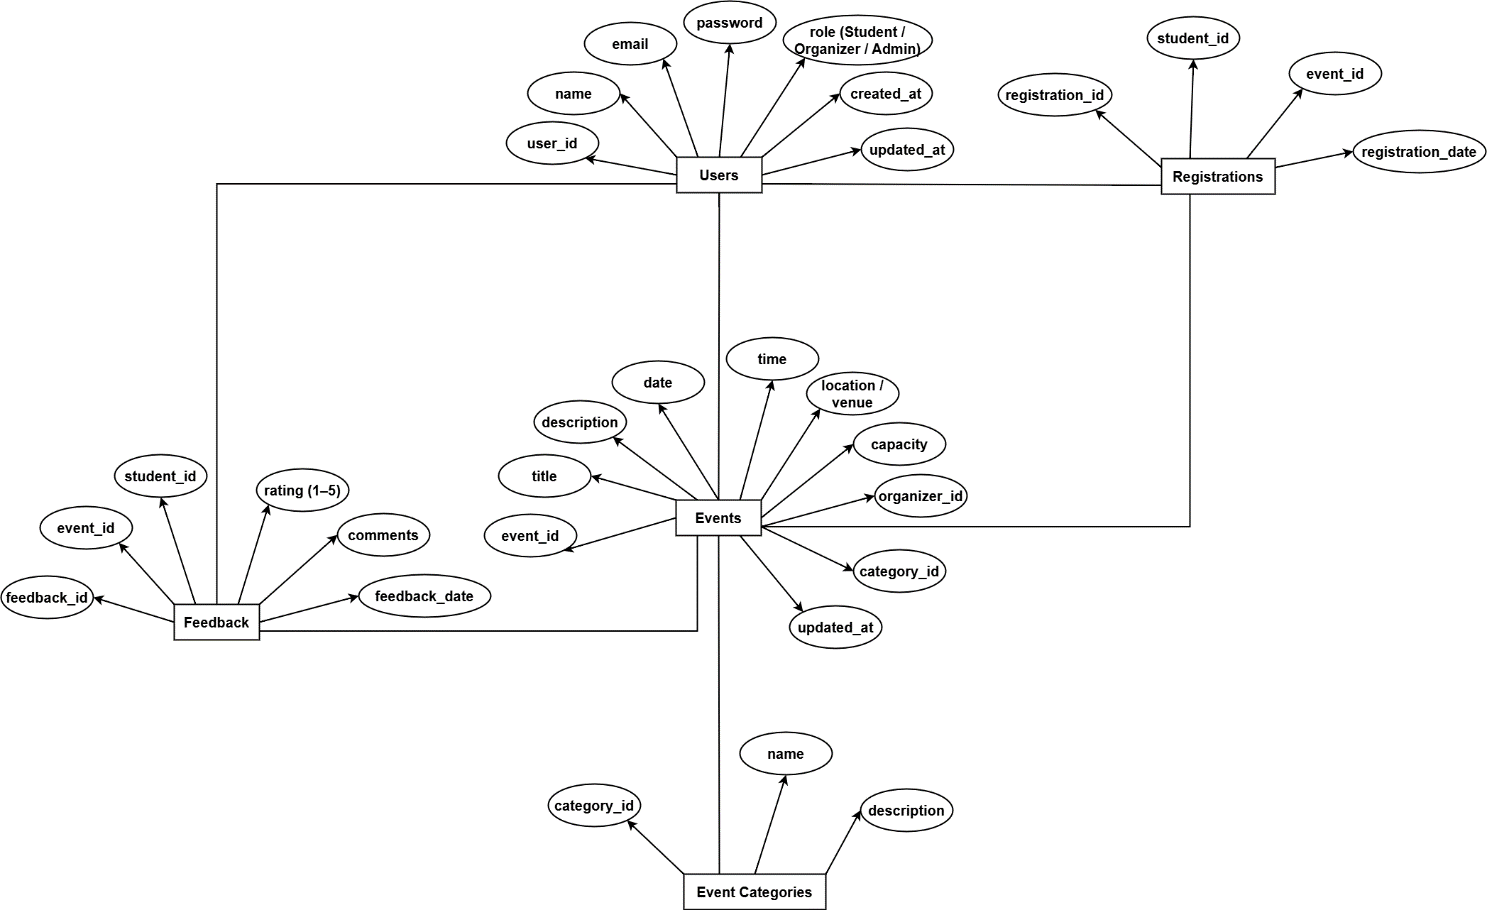 password
role (Student /
Organizer / Admin)
email
name
created_at
user_id
updated_at
Users
student_id
event_id
registration_id
registration_date
Registrations
time
date
location /
venue
description
capacity
title
organizer_id
event_id
Events
category_id
updated_at
student_id
rating (1–5)
event_id
comments
feedback_id
feedback_date
Feedback
name
category_id
description
Event Categories